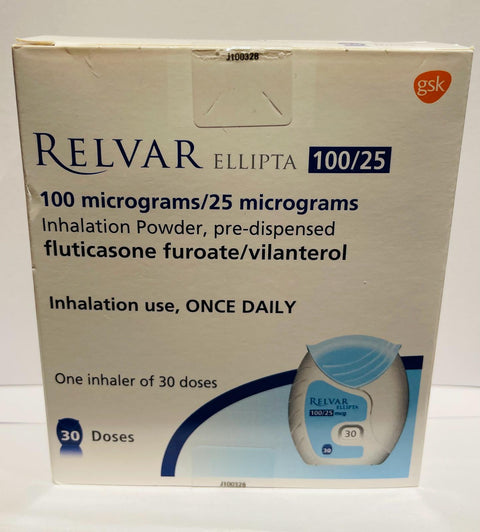 J100328
gsk
RELVAR ELLIPTA 100/25
100 micrograms/25 micrograms
Inhalation Powder, pre-dispensed
fluticasone furoate/vilanterol
Inhalation use, ONCE DAILY
One inhaler of 30 doses
30 Doses
RELVAR
ELLIPTA
100/25 mcg
30
30
J100328